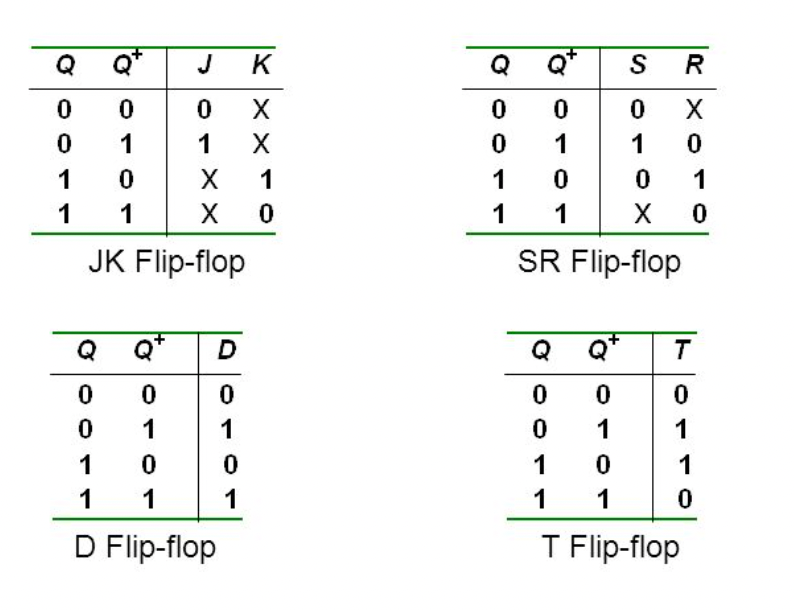 Q Q+ J K
0 0 0 X
0 1 1 X
1 0 X 1
1 1 X 0
JK Flip-flop
Q Q+ S R
0 0 0 X
0 1 1 0
1 0 0 1
1 1 X 0
SR Flip-flop
Q Q+ D
0 0 0
0 1 1
1 0 0
1 1 1
D Flip-flop
Q Q+ T
0 0 0
0 1 1
1 0 1
1 1 0
T Flip-flop